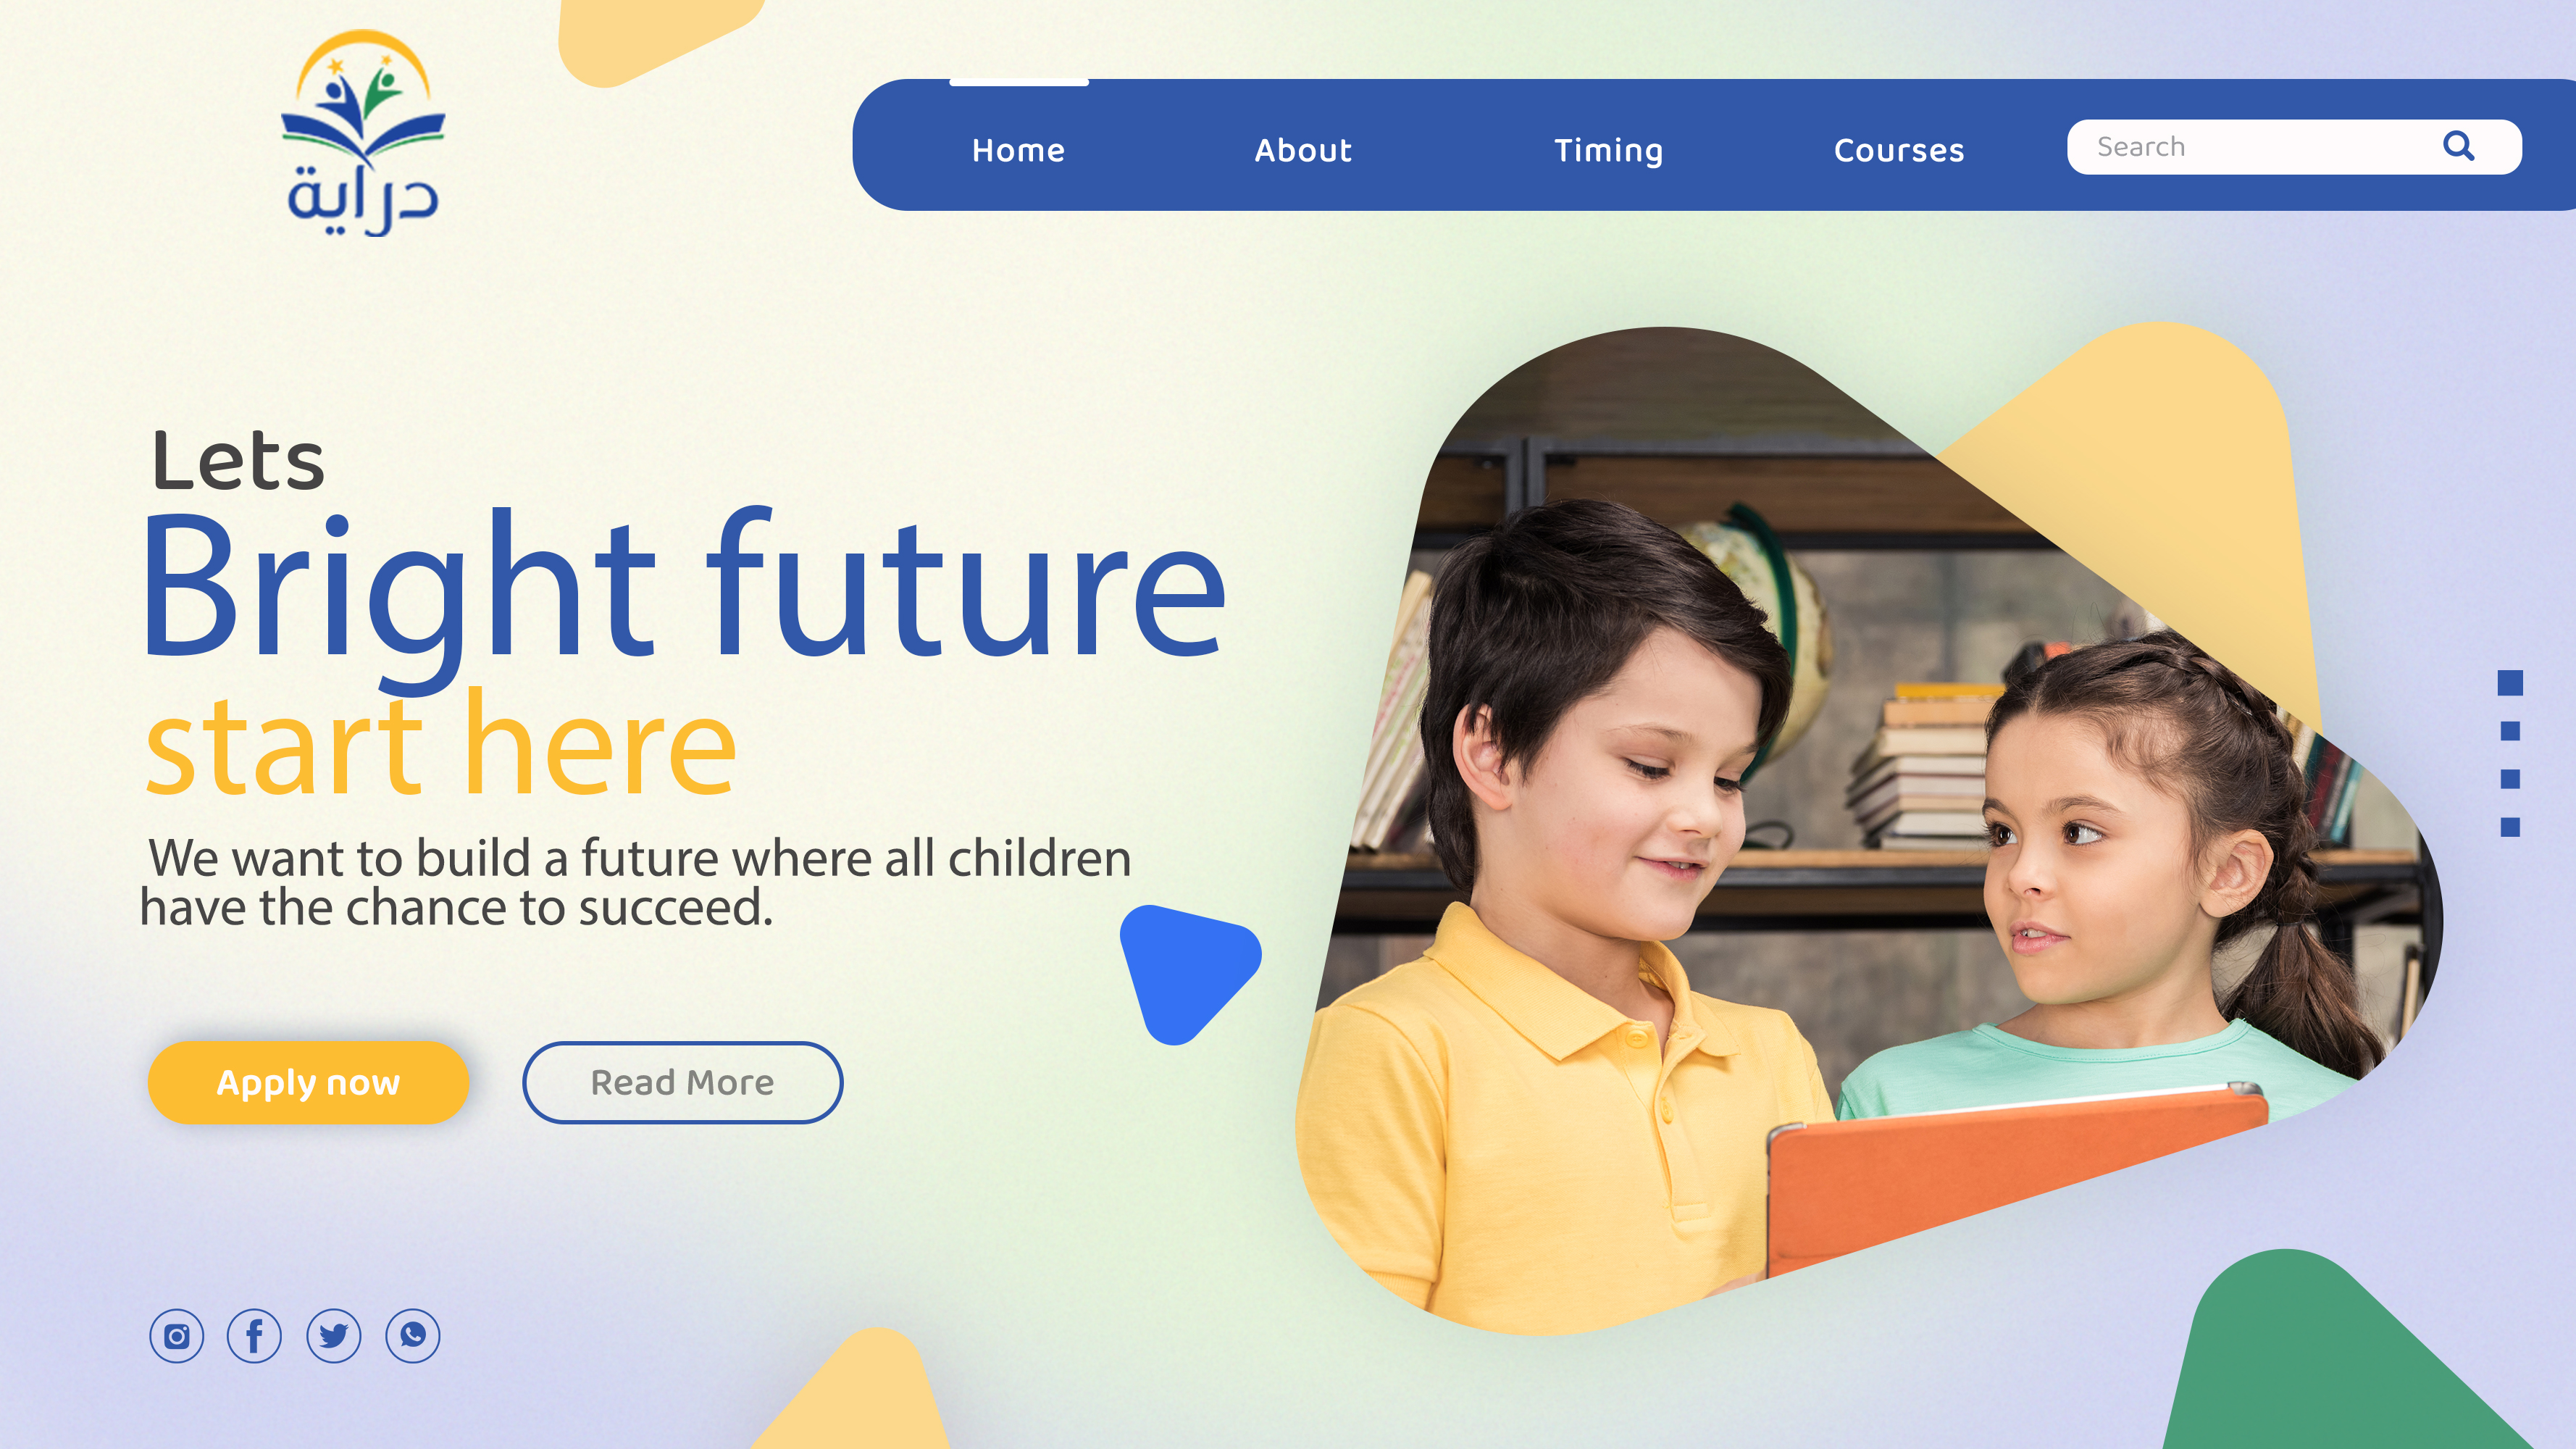 دراية
Home
About
Timing
Courses
Search
Lets
Bright future
start here
We want to build a future where all children
have the chance to succeed.
Apply now
Read More